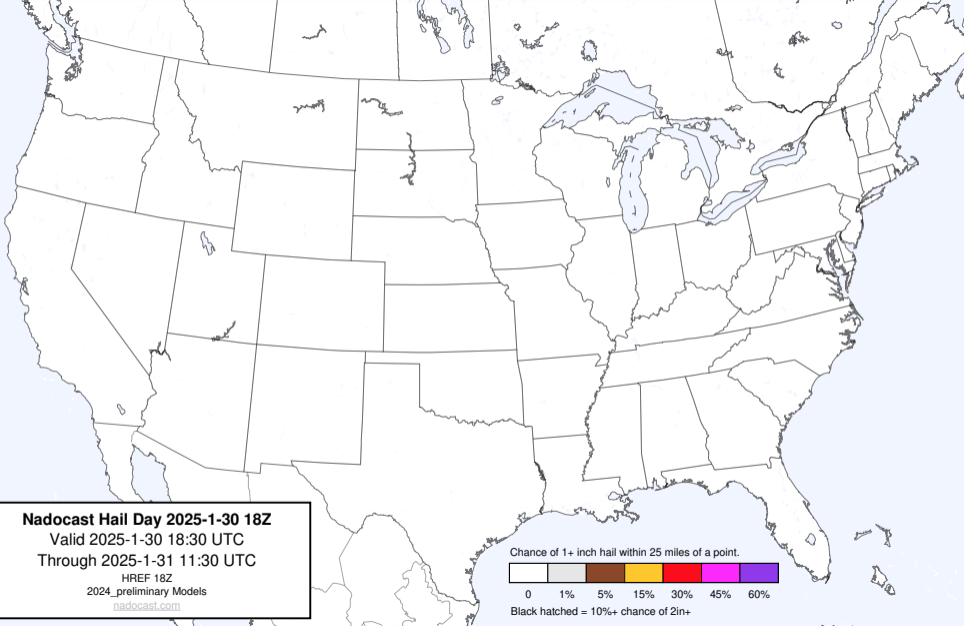 Nadocast Hail Day 2025-1-30 18Z
Valid 2025-1-30 18:30 UTC
Through 2025-1-31 11:30 UTC
HREF 18Z
2024_preliminary Models
nadocast.com
Chance of 1+ inch hail within 25 miles of a point.
0 1% 5% 15% 30% 45% 60%
Black hatched = 10%+ chance of 2in+